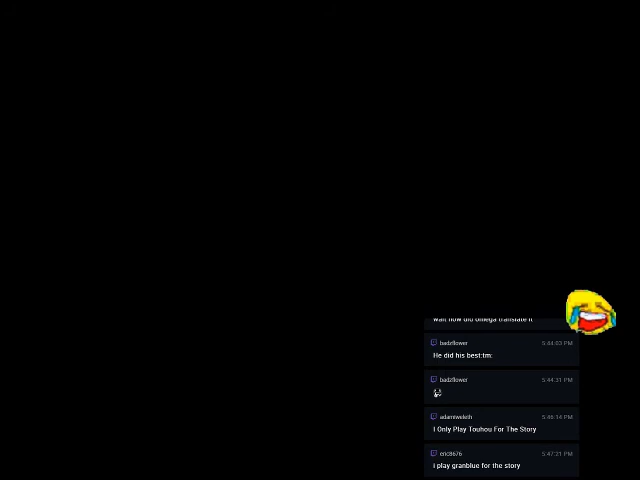 wait how did omega translate it
badzflower 5:44:03 PM
He did his best:tm:
badzflower 5:44:31 PM
adamtweleth 5:46:14 PM
I Only Play Touhou For The Story
eric8676 5:47:21 PM
i play granblue for the story